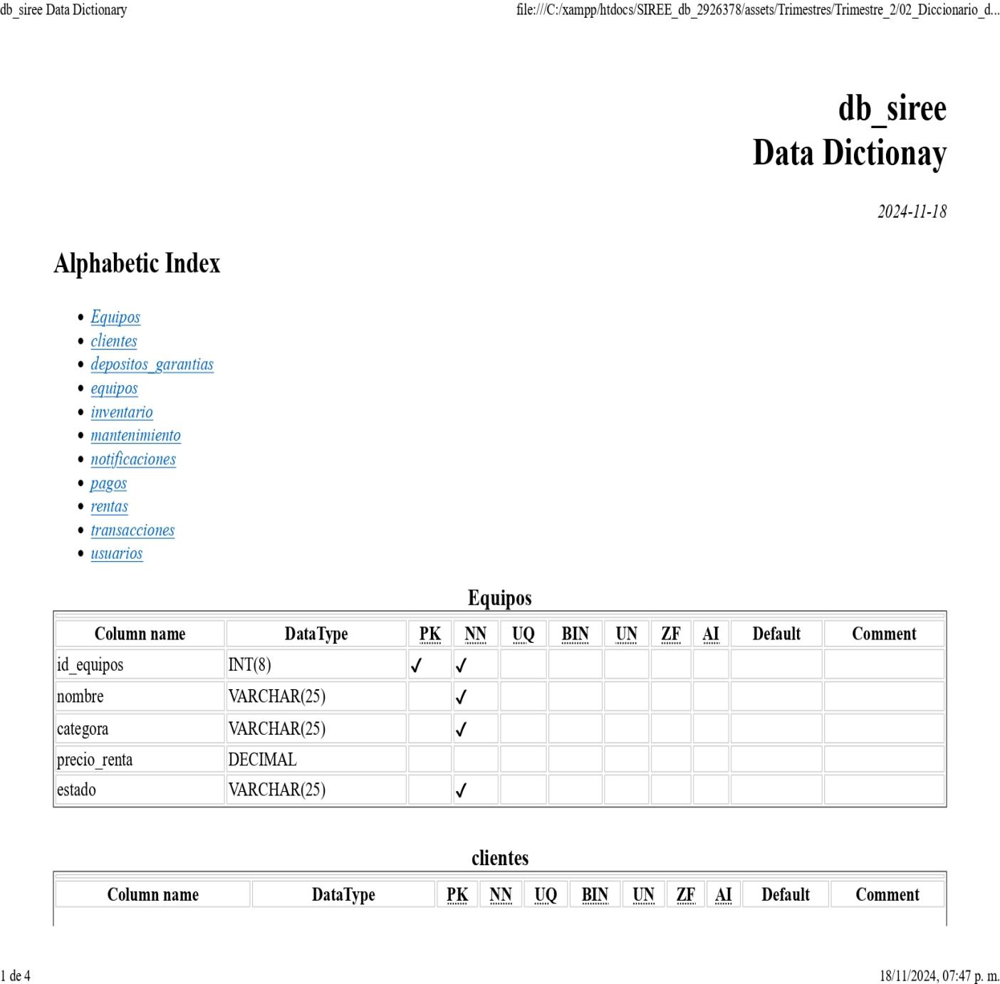 db_siree Data Dictionary file:///C:/xampp/htdocs/SIREE_db_2926378/assets/Trimestres/Trimestre_2/02_Diccionario_d...
db_siree
Data Dictionay
2024-11-18
Alphabetic Index
• Equipos
• clientes
• depositos_garantias
• equipos
• inventario
• mantenimiento
• notificaciones
• pagos
• rentas
• transacciones
• usuarios
Equipos
Column name DataType PK NN UQ BIN UN ZF AI Default Comment
id_equipos INT(8) ✓ ✓
nombre VARCHAR(25) ✓
categora VARCHAR(25) ✓
precio_renta DECIMAL
estado VARCHAR(25) ✓
clientes
Column name DataType PK NN UQ BIN UN ZF AI Default Comment
1 de 4 18/11/2024, 07:47 p. m.